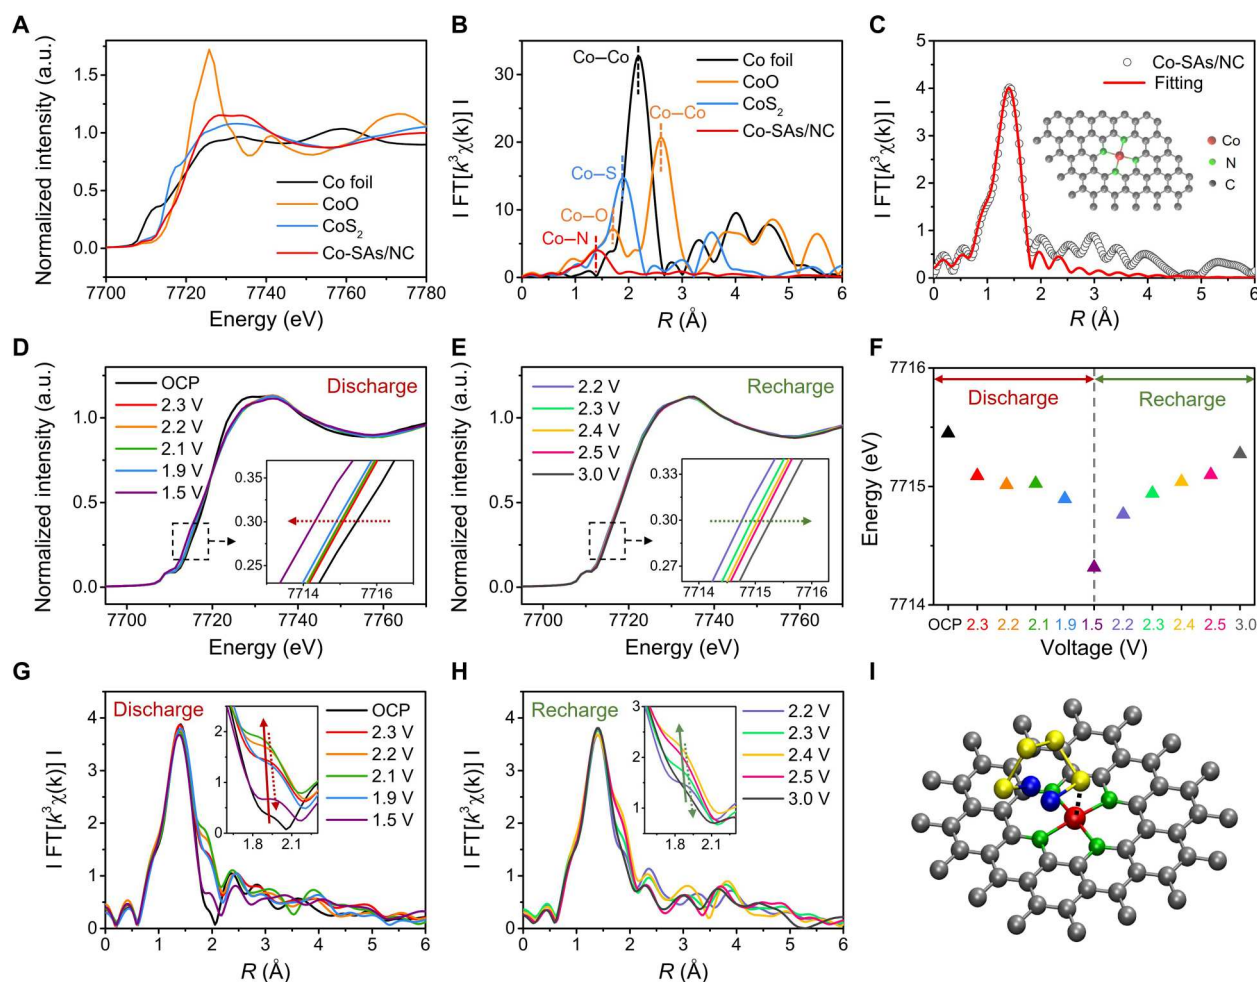 A
Normalized intensity (a.u.)
1.5
1.0
0.5
0.0
Co foil
CoO
CoS2
Co-SAs/NC
7700
7720
7740
7760
7780
Energy (eV)
B
| FT[k³χ(k)] |
30
20
10
0
Co–Co
Co–Co
Co–S
Co–O
Co–N
Co foil
CoO
CoS2
Co-SAs/NC
0 1 2 3 4 5 6
R (Å)
C
| FT[k³χ(k)] |
5
4
3
2
1
0
Co-SAs/NC
Fitting
Co
N
C
0 1 2 3 4 5 6
R (Å)
D
Normalized intensity (a.u.)
1.0
0.5
0.0
OCP
2.3 V
2.2 V
2.1 V
1.9 V
1.5 V
Discharge
0.35
0.30
0.25
7714
7716
7700
7720
7740
7760
Energy (eV)
E
Normalized intensity (a.u.)
1.0
0.5
0.0
2.2 V
2.3 V
2.4 V
2.5 V
3.0 V
Recharge
0.33
0.30
0.27
7714
7715
7716
7700
7720
7740
7760
Energy (eV)
F
Energy (eV)
7716
7715
7714
Discharge
Recharge
OCP 2.3 2.2 2.1 1.9 1.5 2.2 2.3 2.4 2.5 3.0
Voltage (V)
G
| FT[k³χ(k)] |
4
3
2
1
0
Discharge
2
1
0
1.8
2.1
OCP
2.3 V
2.2 V
2.1 V
1.9 V
1.5 V
0 1 2 3 4 5 6
R (Å)
H
| FT[k³χ(k)] |
4
3
2
1
0
Recharge
3
2
1
0
1.8
2.1
2.2 V
2.3 V
2.4 V
2.5 V
3.0 V
0 1 2 3 4 5 6
R (Å)
I